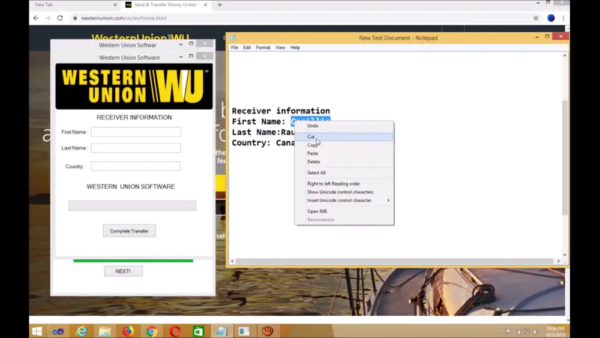 New Tab
Send & Transfer Money United
westernunion.com/us/en/home.html
Western Union Softwar
Western Union Software
WESTERN
UNION WU
RECEIVER INFORMATION
First Name:
Last Name:
Country :
WESTERN UNION.SOFTWARE
Complete Transfer
NEXT!
New Text Document - Notepad
File Edit Format View Help
Receiver information
First Name:
Last Name:Rau
Country: Cana
Undo
Cut
Copy
Paste
Delete
Select All
Right to left Reading order
Show Unicode control characters
Insert Unicode control character
Open IME
Reconversion